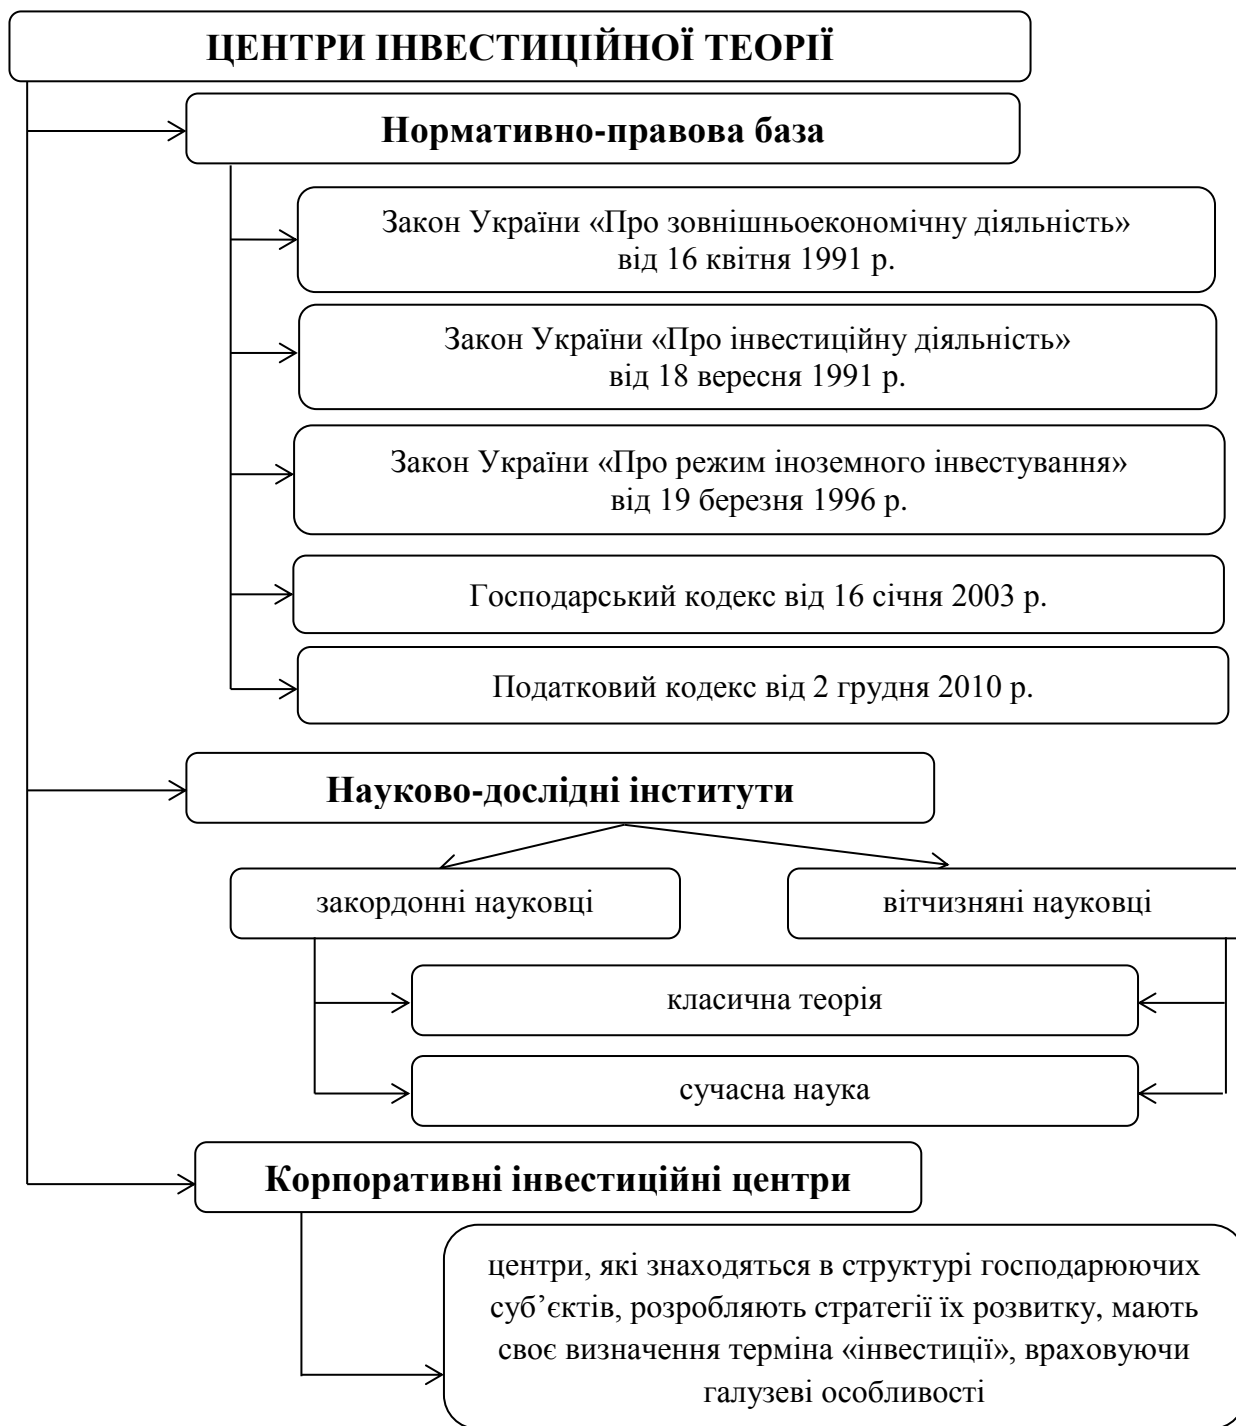 ЦЕНТРИ ІНВЕСТИЦІЙНОЇ ТЕОРІЇ
Нормативно-правова база
Закон України «Про зовнішньоекономічну діяльність»
від 16 квітня 1991 р.
Закон України «Про інвестиційну діяльність»
від 18 вересня 1991 р.
Закон України «Про режим іноземного інвестування»
від 19 березня 1996 р.
Господарський кодекс від 16 січня 2003 р.
Податковий кодекс від 2 грудня 2010 р.
Науково-дослідні інститути
закордонні науковці
вітчизняні науковці
класична теорія
сучасна наука
Корпоративні інвестиційні центри
центри, які знаходяться в структурі господарюючих
суб’єктів, розробляють стратегії їх розвитку, мають
своє визначення терміна «інвестиції», враховуючи
галузеві особливості